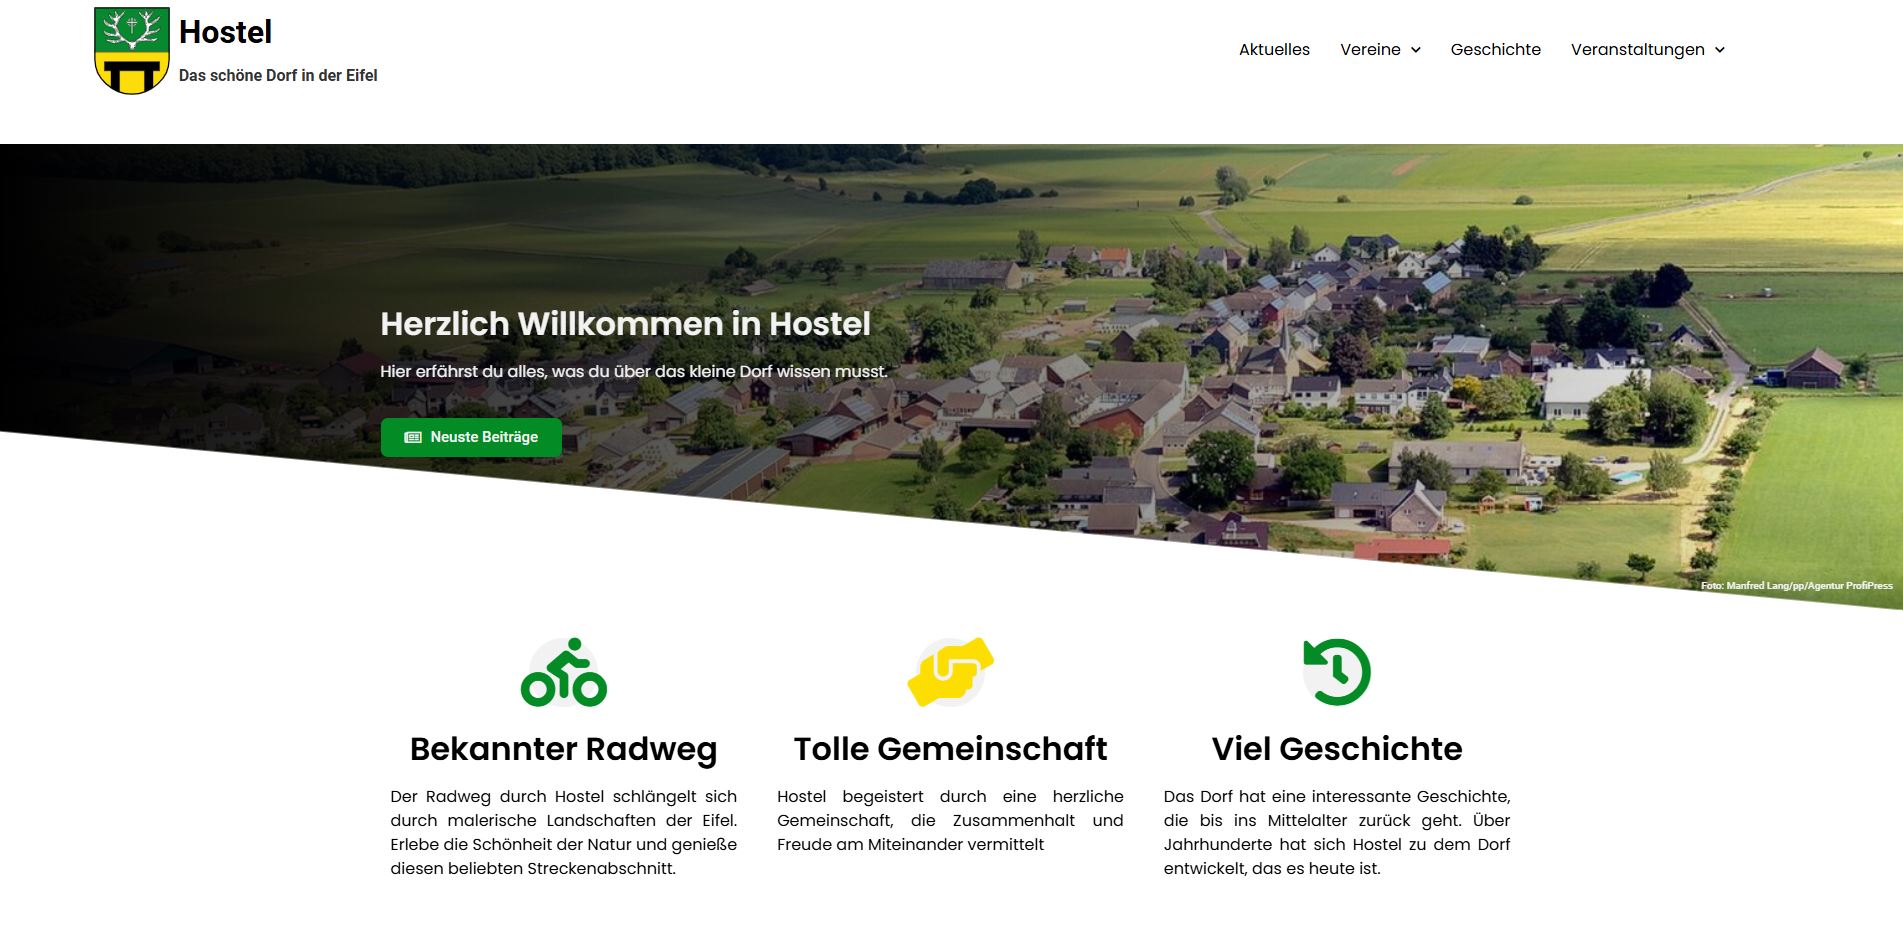 Hostel
Das schöne Dorf in der Eifel
Aktuelles
Vereine
Geschichte
Veranstaltungen
Herzlich Willkommen in Hostel
Hier erfährst du alles, was du über das kleine Dorf wissen musst.
Neuste Beiträge
Foto: Manfred Lang/pp/Agentur ProfiPress
Bekannter Radweg
Der Radweg durch Hostel schlängelt sich
durch malerische Landschaften der Eifel.
Erlebe die Schönheit der Natur und genieße
diesen beliebten Streckenabschnitt.
Tolle Gemeinschaft
Hostel begeistert durch eine herzliche
Gemeinschaft, die Zusammenhalt und
Freude am Miteinander vermittelt
Viel Geschichte
Das Dorf hat eine interessante Geschichte,
die bis ins Mittelalter zurück geht. Über
Jahrhunderte hat sich Hostel zu dem Dorf
entwickelt, das es heute ist.